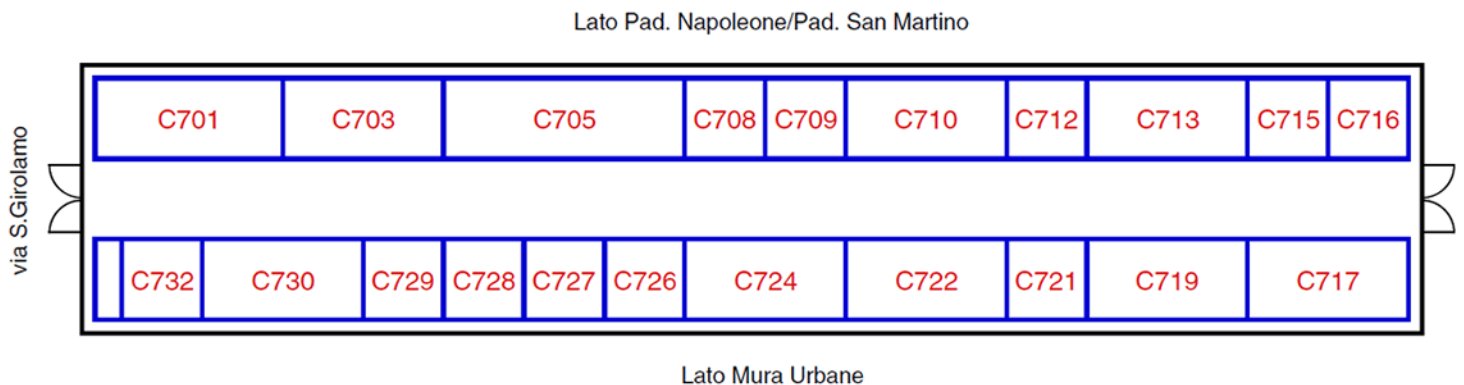 Lato Pad. Napoleone/Pad. San Martino
C701 C703 C705 C708 C709 C710 C712 C713 C715 C716
via S.Girolamo
C732 C730 C729 C728 C727 C726 C724 C722 C721 C719 C717
Lato Mura Urbane